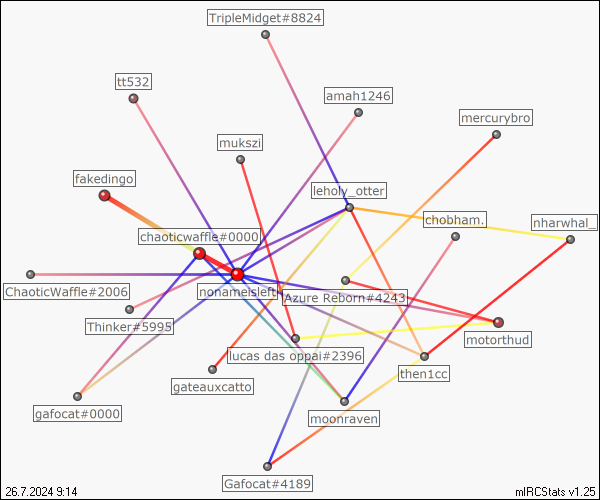 TripleMidget#8824
tt532
amah1246
mercurybro
mukszi
fakedingo
leholy_otter
chobham.
nharwhal_
chaoticwaffle#0000
ChaoticWaffle#2006
nonameisleft
Azure Reborn#4243
Thinker#5995
motorthud
lucas das oppai#2396
then1cc
gateauxcatto
gafocat#0000
moonraven
Gafocat#4189
26.7.2024 9:14
mIRCStats v1.25